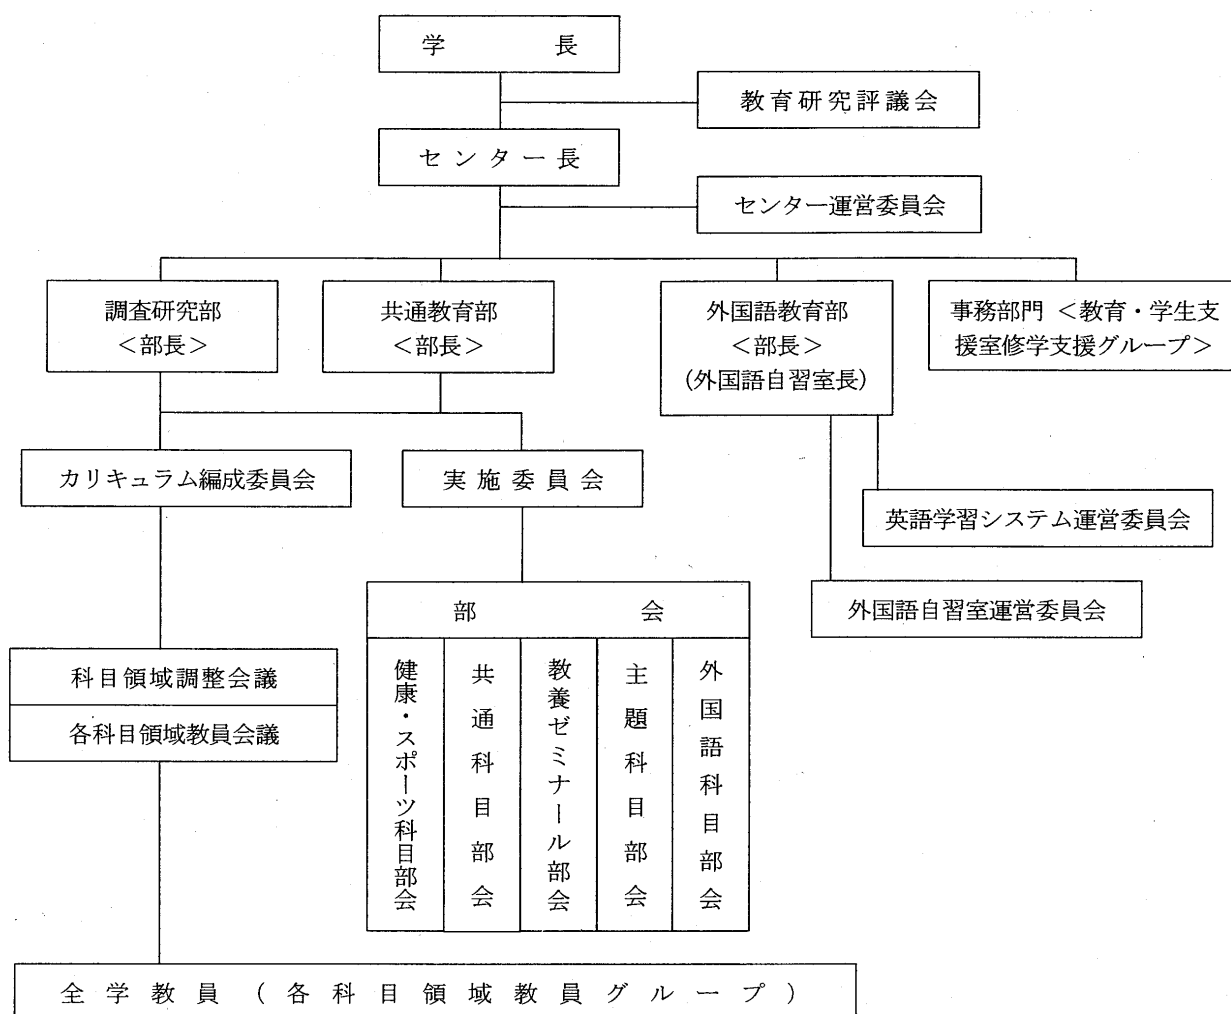 学長
教育研究評議会
センター長
センター運営委員会
調査研究部
＜部長＞
共通教育部
＜部長＞
外国語教育部
＜部長＞
(外国語自習室長)
事務部門 ＜教育・学生支
援室修学支援グループ＞
カリキュラム編成委員会
実施委員会
英語学習システム運営委員会
外国語自習室運営委員会
部会
健康・スポーツ科目部会
共通科目部会
教養ゼミナール部会
主題科目部会
外国語科目部会
科目領域調整会議
各科目領域教員会議
全学教員(各科目領域教員グループ)